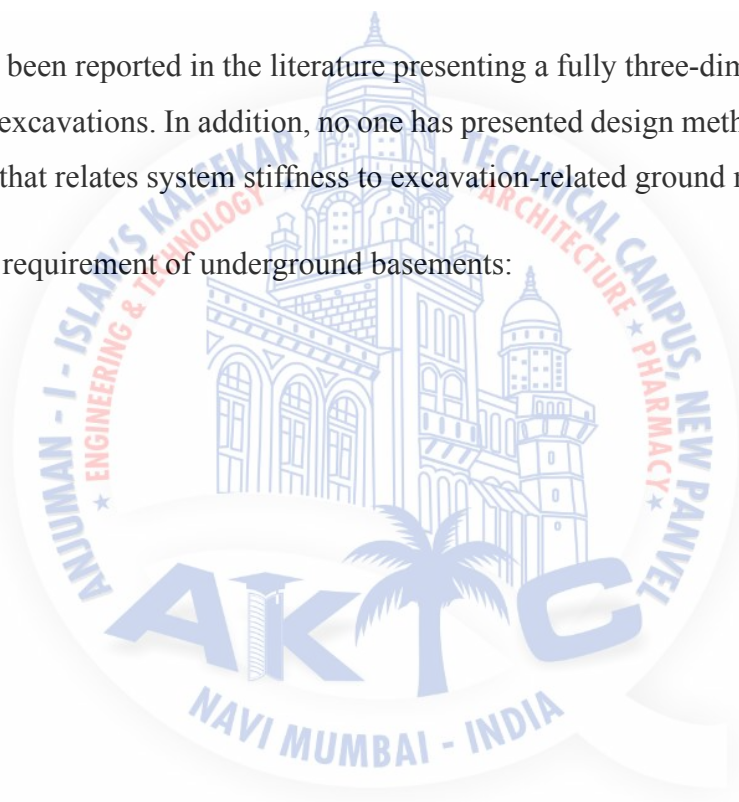 been reported in the literature presenting a fully three-dim
excavations. In addition, no one has presented design meth
that relates system stiffness to excavation-related ground
requirement of underground basements:
ANJUMAN - I - ISLAM'S KALSEKAR TECHNICAL CAMPUS, NEW PANVEL
★ ENGINEERING & TECHNOLOGY ARCHITECTURE ★ PHARMACY ★
AKTC
NAVI MUMBAI - INDIA